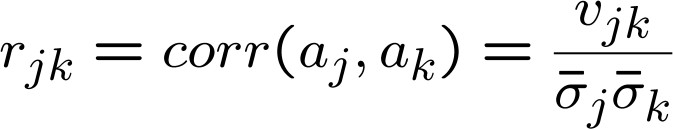 r_{jk} = corr(a_j, a_k) = \frac{v_{jk}}{\bar{\sigma}_j \bar{\sigma}_k}